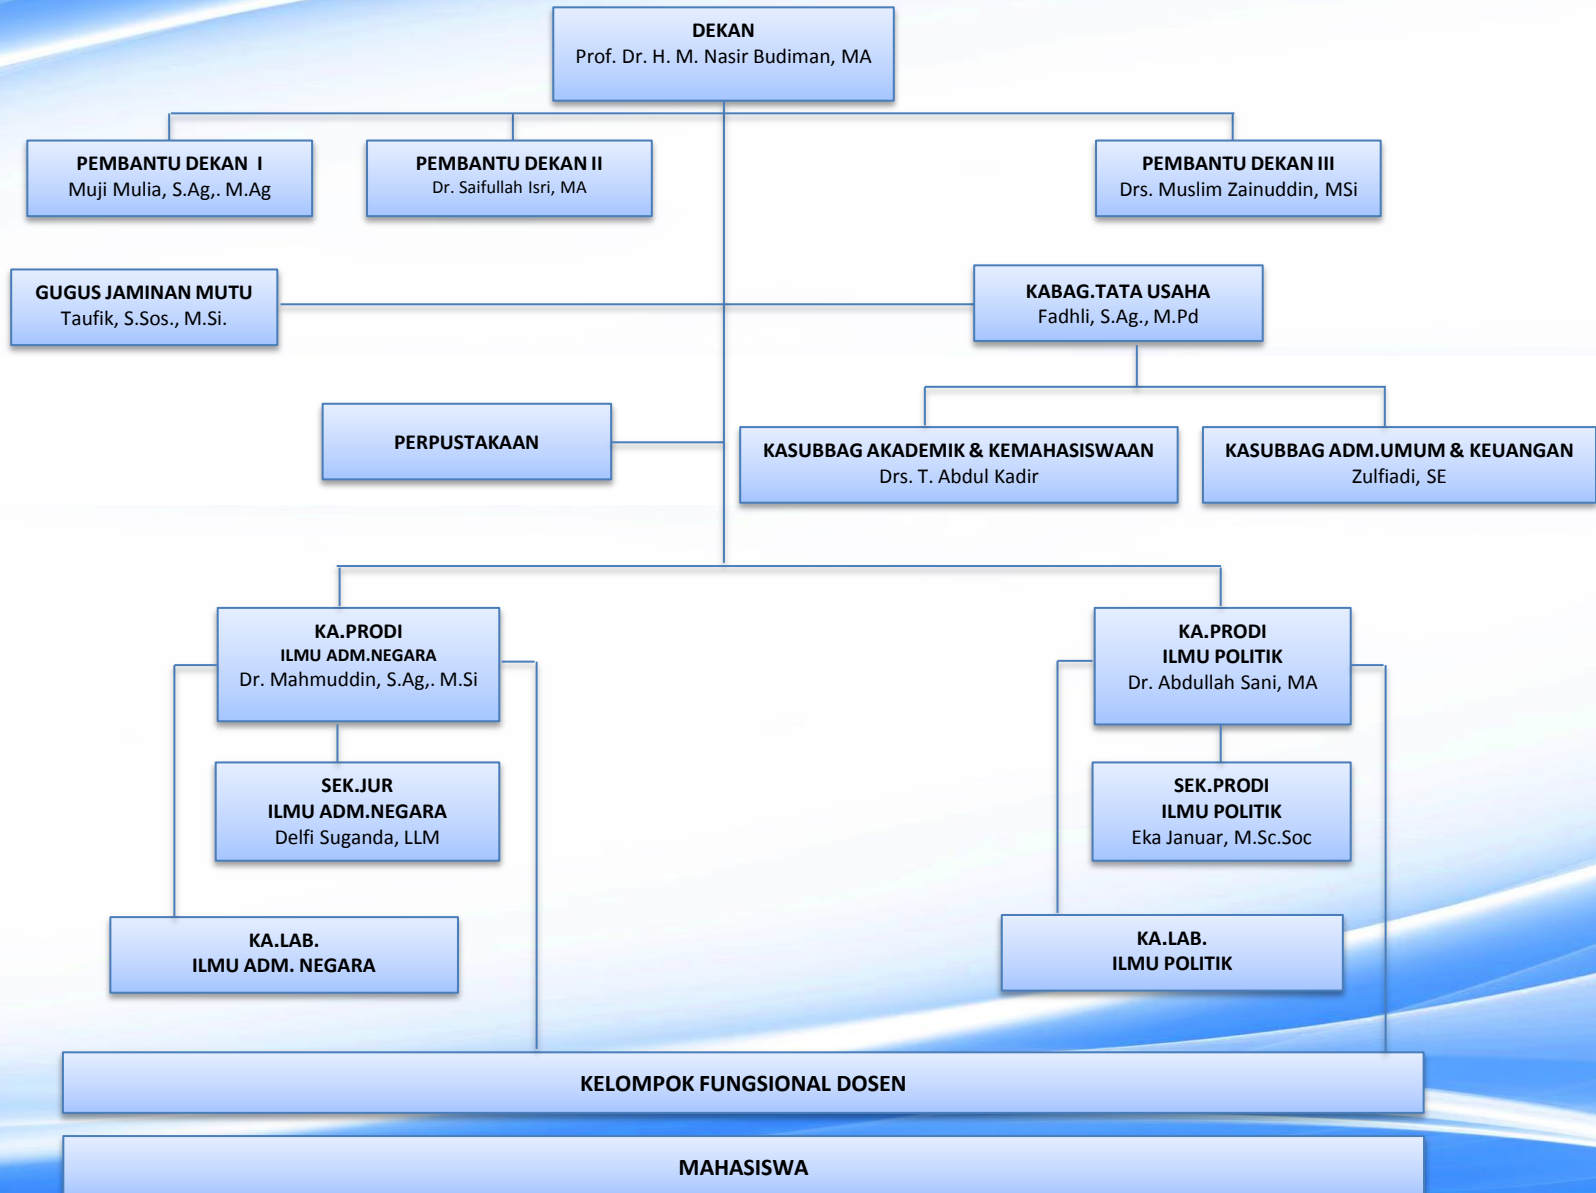 DEKAN
Prof. Dr. H. M. Nasir Budiman, MA
PEMBANTU DEKAN I
Muji Mulia, S.Ag,. M.Ag
PEMBANTU DEKAN II
Dr. Saifullah Isri, MA
PEMBANTU DEKAN III
Drs. Muslim Zainuddin, MSi
GUGUS JAMINAN MUTU
Taufik, S.Sos., M.Si.
KABAG.TATA USAHA
Fadhli, S.Ag., M.Pd
PERPUSTAKAAN
KASUBBAG AKADEMIK & KEMAHASISWAAN
Drs. T. Abdul Kadir
KASUBBAG ADM.UMUM & KEUANGAN
Zulfiadi, SE
KA.PRODI
ILMU ADM.NEGARA
Dr. Mahmuddin, S.Ag,. M.Si
KA.PRODI
ILMU POLITIK
Dr. Abdullah Sani, MA
SEK.JUR
ILMU ADM.NEGARA
Delfi Suganda, LLM
SEK.PRODI
ILMU POLITIK
Eka Januar, M.Sc.Soc
KA.LAB.
ILMU ADM. NEGARA
KA.LAB.
ILMU POLITIK
KELOMPOK FUNGSIONAL DOSEN
MAHASISWA